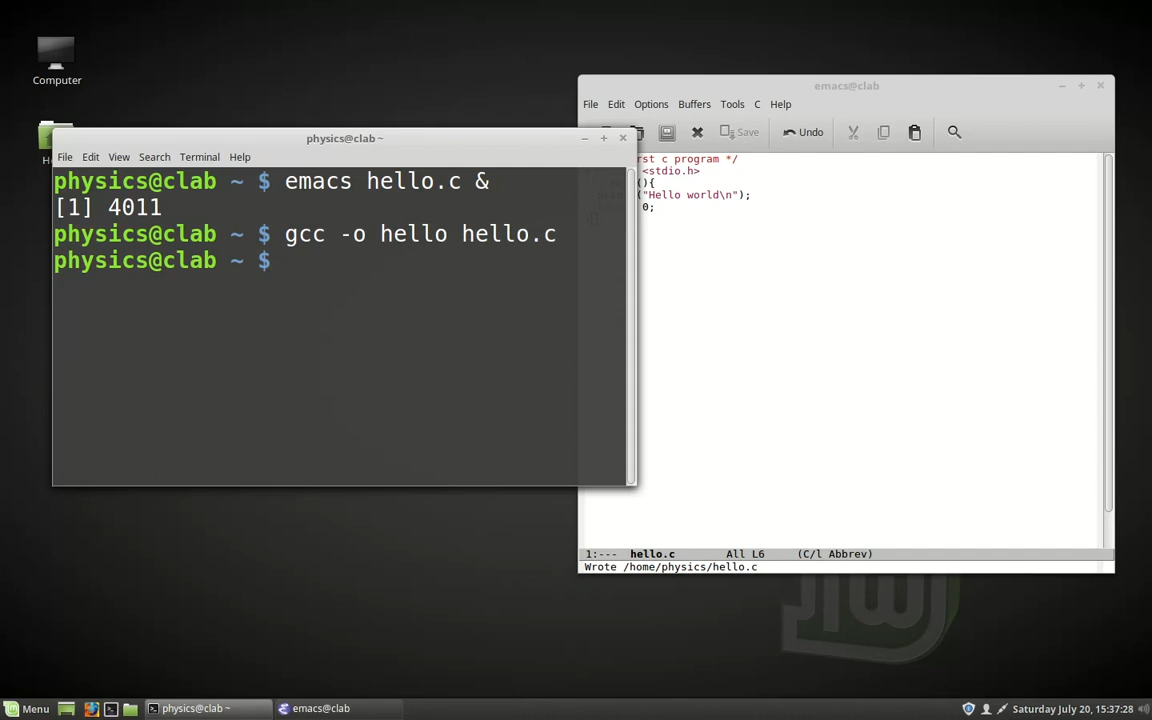 Computer
emacs@clab
File Edit Options Buffers Tools C Help
Save Undo
physics@clab ~
File Edit View Search Terminal Help
physics@clab ~ $ emacs hello.c &
[1] 4011
physics@clab ~ $ gcc -o hello hello.c
physics@clab ~ $
c program */
<stdio.h>
(){
("Hello world\n");
0;
1:--- hello.c All L6 (C/l Abbrev)
Wrote /home/physics/hello.c
Menu physics@clab ~ emacs@clab Saturday July 20, 15:37:28